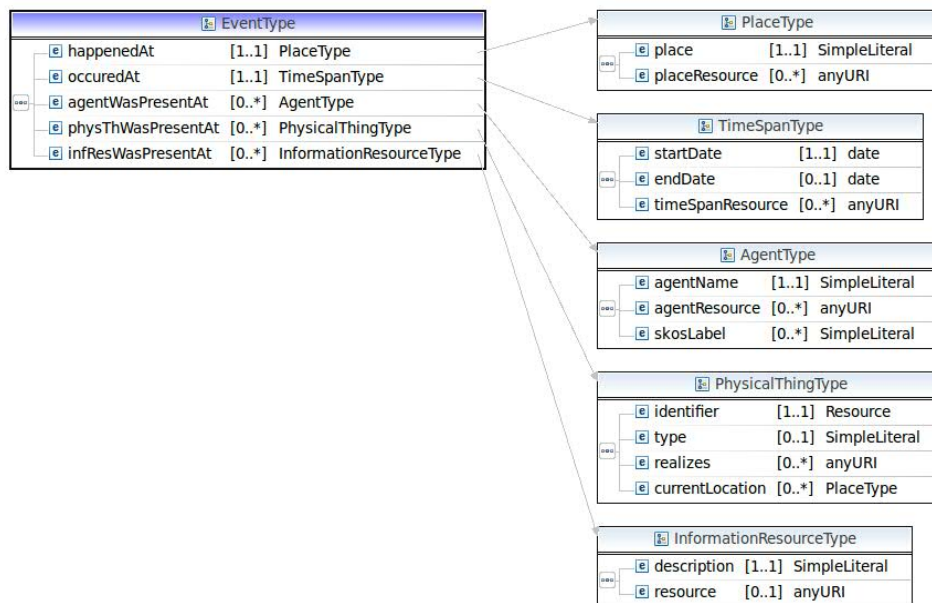 EventType
happenedAt [1..1] PlaceType
occuredAt [1..1] TimeSpanType
agentWasPresentAt [0..*] AgentType
physThWasPresentAt [0..*] PhysicalThingType
infResWasPresentAt [0..*] InformationResourceType
PlaceType
place [1..1] SimpleLiteral
placeResource [0..*] anyURI
TimeSpanType
startDate [1..1] date
endDate [0..1] date
timeSpanResource [0..*] anyURI
AgentType
agentName [1..1] SimpleLiteral
agentResource [0..*] anyURI
skosLabel [0..*] SimpleLiteral
PhysicalThingType
identifier [1..1] Resource
type [0..1] SimpleLiteral
realizes [0..*] anyURI
currentLocation [0..*] PlaceType
InformationResourceType
description [1..1] SimpleLiteral
resource [0..1] anyURI